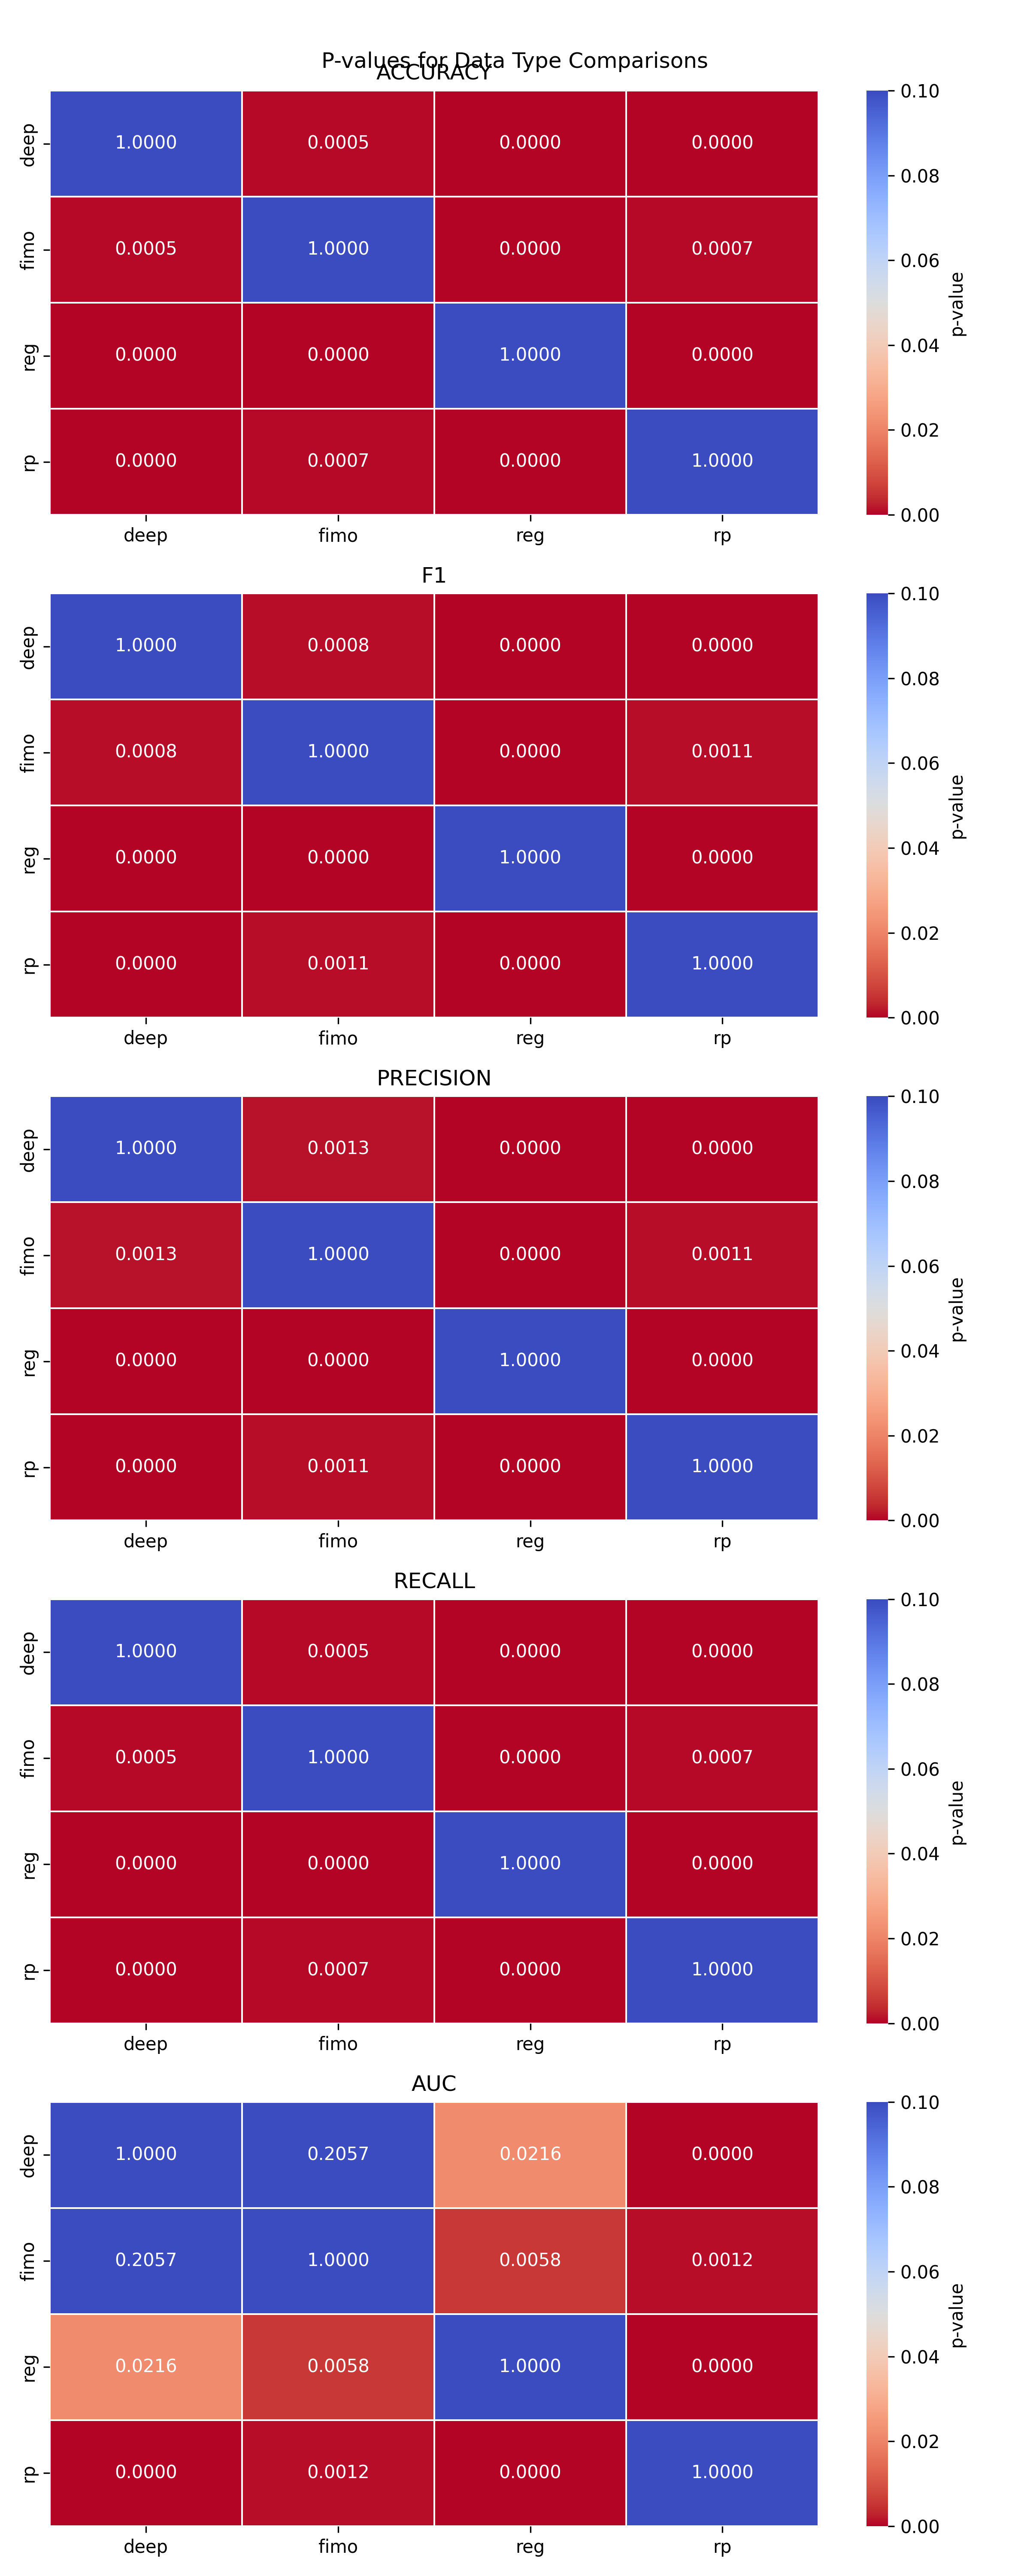 P-values for Data Type Comparisons
ACCURACY
deep 1.0000 0.0005 0.0000 0.0000
fimo 0.0005 1.0000 0.0000 0.0007
reg 0.0000 0.0000 1.0000 0.0000
rp 0.0000 0.0007 0.0000 1.0000
deep fimo reg rp
0.10
0.08
0.06
0.04
0.02
0.00
p-value
F1
deep 1.0000 0.0008 0.0000 0.0000
fimo 0.0008 1.0000 0.0000 0.0011
reg 0.0000 0.0000 1.0000 0.0000
rp 0.0000 0.0011 0.0000 1.0000
deep fimo reg rp
0.10
0.08
0.06
0.04
0.02
0.00
p-value
PRECISION
deep 1.0000 0.0013 0.0000 0.0000
fimo 0.0013 1.0000 0.0000 0.0011
reg 0.0000 0.0000 1.0000 0.0000
rp 0.0000 0.0011 0.0000 1.0000
deep fimo reg rp
0.10
0.08
0.06
0.04
0.02
0.00
p-value
RECALL
deep 1.0000 0.0005 0.0000 0.0000
fimo 0.0005 1.0000 0.0000 0.0007
reg 0.0000 0.0000 1.0000 0.0000
rp 0.0000 0.0007 0.0000 1.0000
deep fimo reg rp
0.10
0.08
0.06
0.04
0.02
0.00
p-value
AUC
deep 1.0000 0.2057 0.0216 0.0000
fimo 0.2057 1.0000 0.0058 0.0012
reg 0.0216 0.0058 1.0000 0.0000
rp 0.0000 0.0012 0.0000 1.0000
deep fimo reg rp
0.10
0.08
0.06
0.04
0.02
0.00
p-value